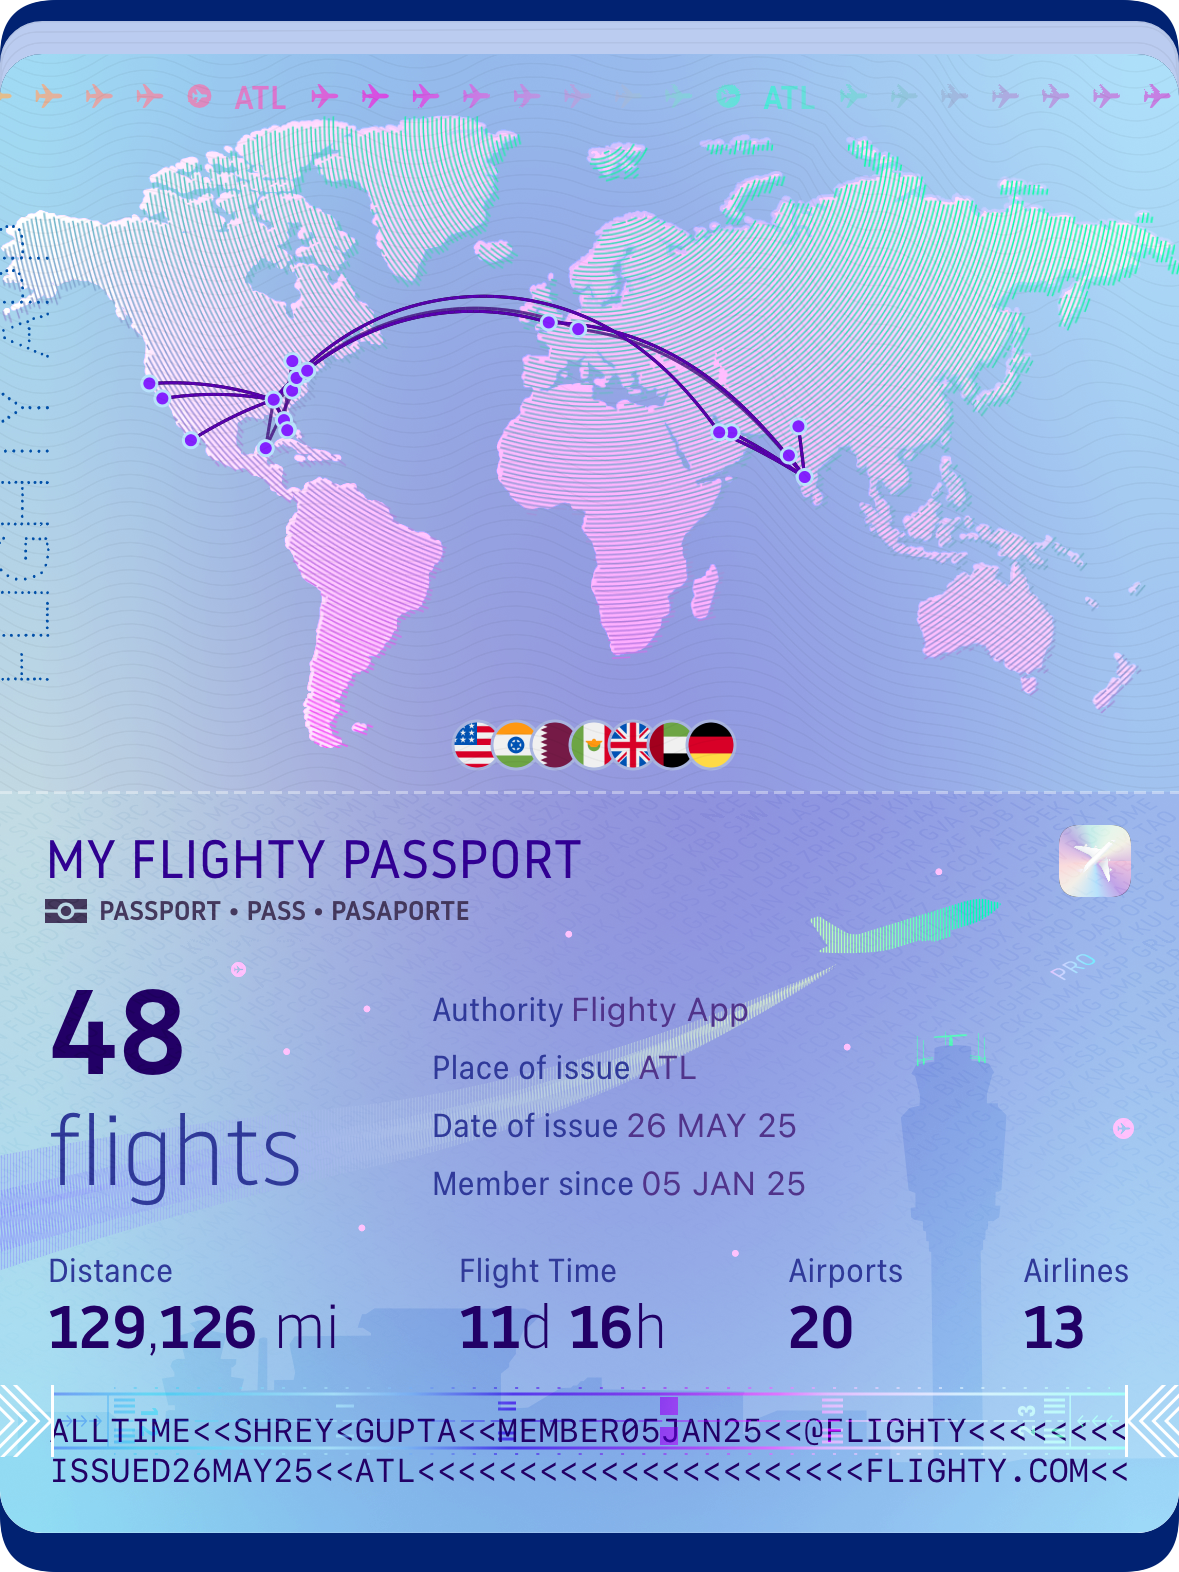 ATL ATL
FLIGHTY
MY FLIGHTY PASSPORT
PASSPORT • PASS • PASAPORTE
PRO
48
flights
Authority Flighty App
Place of issue ATL
Date of issue 26 MAY 25
Member since 05 JAN 25
Distance
129,126 mi
Flight Time
11d 16h
Airports
20
Airlines
13
ALLTIME<<SHREY<GUPTA<<MEMBER05JAN25<<@FLIGHTY<<<<<<<<
ISSUED26MAY25<<ATL<<<<<<<<<<<<<<<<<<<<<<FLIGHTY.COM<<